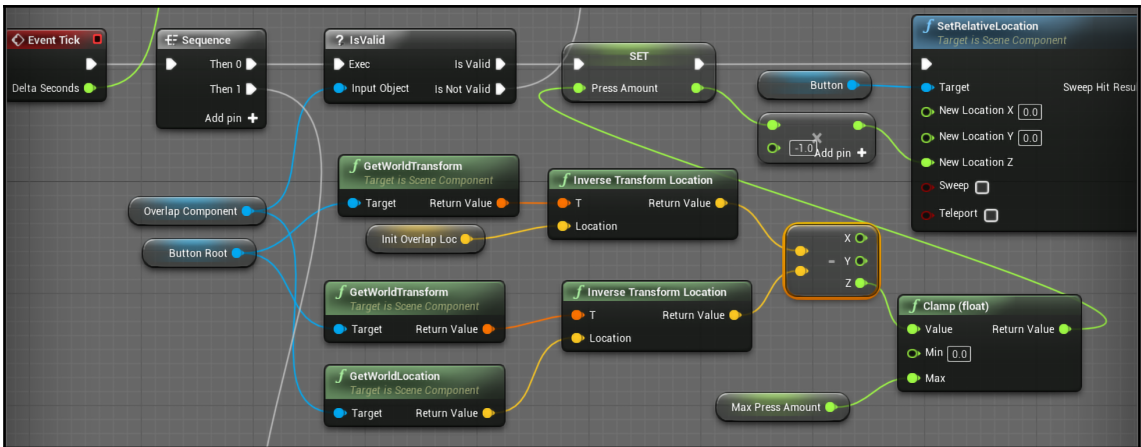 Event Tick
Delta Seconds
Sequence
Then 0
Then 1
Add pin +
? IsValid
Exec
Is Valid
Input Object
Is Not Valid
SET
Press Amount
Button
-1.0
Add pin +
f SetRelativeLocation
Target is Scene Component
Target
Sweep Hit Resu
New Location X 0.0
New Location Y 0.0
New Location Z
Sweep
Teleport
Overlap Component
Button Root
f GetWorldTransform
Target is Scene Component
Target
Return Value
Init Overlap Loc
f Inverse Transform Location
T
Return Value
Location
f GetWorldTransform
Target is Scene Component
Target
Return Value
f Inverse Transform Location
T
Return Value
Location
f GetWorldLocation
Target is Scene Component
Target
Return Value
X
- Y
Z
f Clamp (float)
Value
Return Value
Min 0.0
Max
Max Press Amount